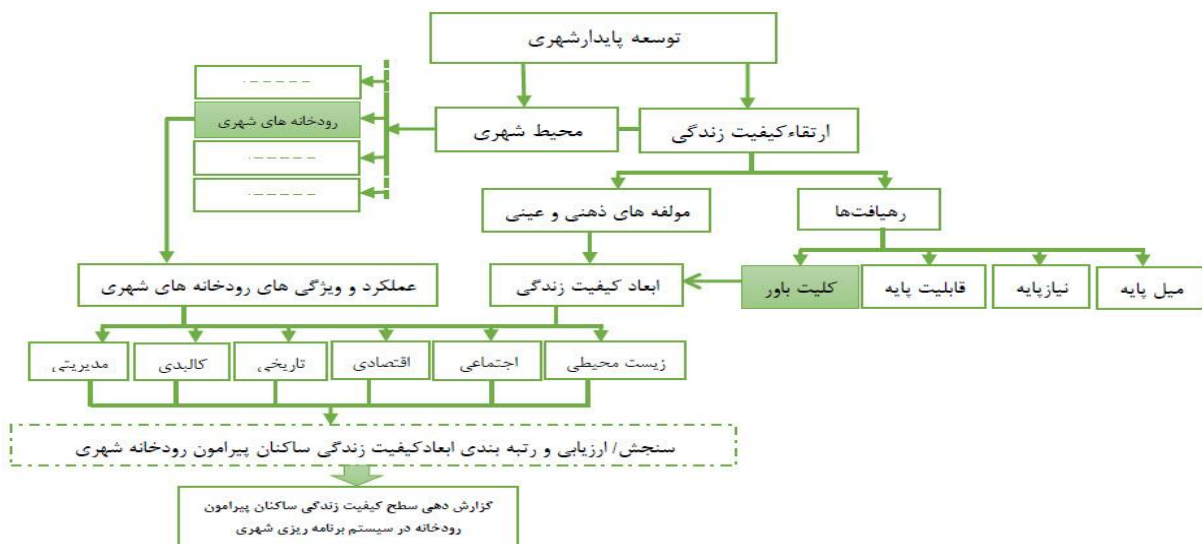 توسعه پایدارشهری
ارتقاءکیفیت زندگی
محیط شهری
------
رودخانه های شهری
------
------
رهیافت‌ها
مولفه های ذهنی و عینی
میل پایه
نیازپایه
قابلیت پایه
کلیت باور
ابعاد کیفیت زندگی
عملکرد و ویژگی های رودخانه های شهری
زیست محیطی
اجتماعی
اقتصادی
تاریخی
کالبدی
مدیریتی
سنجش/ ارزیابی و رتبه بندی ابعادکیفیت زندگی ساکنان پیرامون رودخانه شهری
گزارش دهی سطح کیفیت زندگی ساکنان پیرامون
رودخانه در سیستم برنامه ریزی شهری